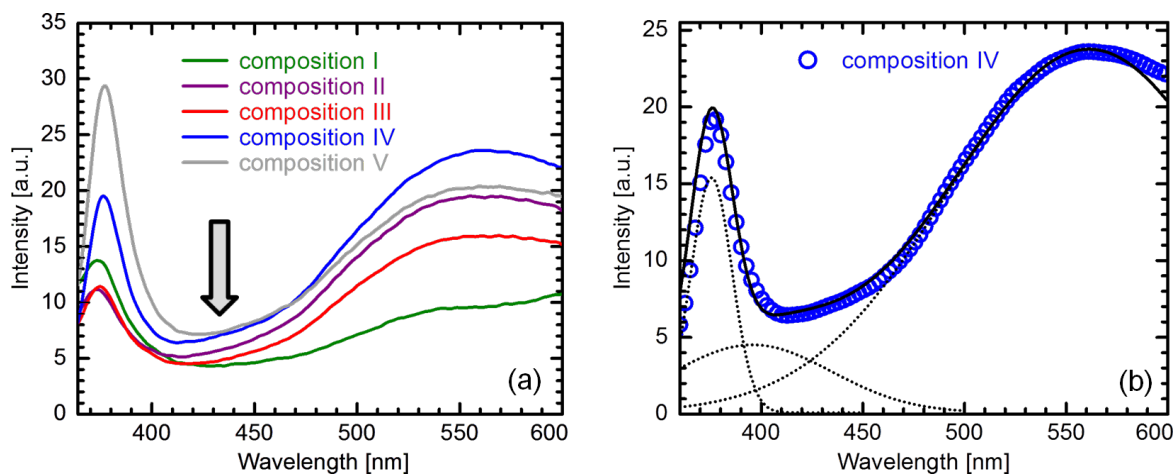 35
30
25
20
15
10
5
0
Intensity [a.u.]
composition I
composition II
composition III
composition IV
composition V
(a)
400
450
500
550
600
Wavelength [nm]
25
20
15
10
5
0
Intensity [a.u.]
composition IV
(b)
400
450
500
550
600
Wavelength [nm]